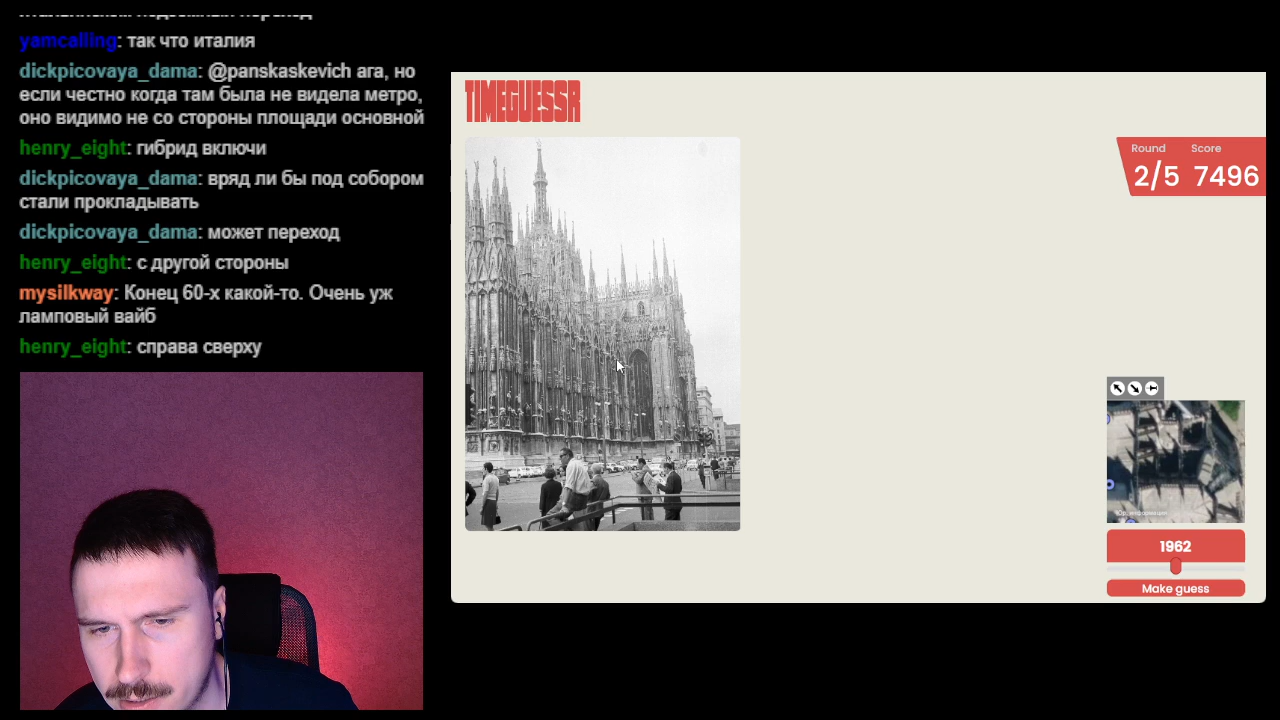 yamcalling: так что италия
dickpicovaya_dama: @panskaskevich ага, но
если честно когда там была не видела метро,
оно видимо не со стороны площади основной
henry_eight: гибрид включи
dickpicovaya_dama: вряд ли бы под собором
стали прокладывать
dickpicovaya_dama: может переход
henry_eight: с другой стороны
mysilkway: Конец 60-х какой-то. Очень уж
ламповый вайб
henry_eight: справа сверху
TIMEGUESSR
Round Score
2/5 7496
1962
Make guess